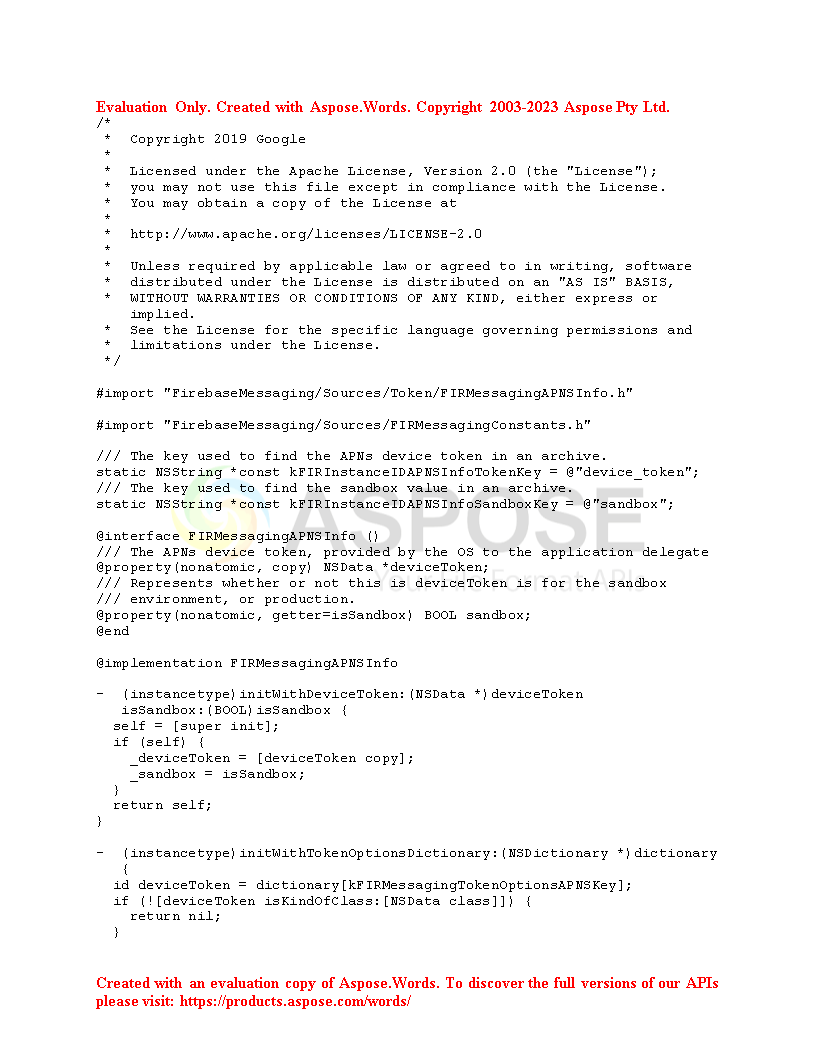 Evaluation Only. Created with Aspose.Words. Copyright 2003-2023 Aspose Pty Ltd.
/*
 *  Copyright 2019 Google
 *
 *  Licensed under the Apache License, Version 2.0 (the "License");
 *  you may not use this file except in compliance with the License.
 *  You may obtain a copy of the License at
 *
 *  http://www.apache.org/licenses/LICENSE-2.0
 *
 *  Unless required by applicable law or agreed to in writing, software
 *  distributed under the License is distributed on an "AS IS" BASIS,
 *  WITHOUT WARRANTIES OR CONDITIONS OF ANY KIND, either express or
    implied.
 *  See the License for the specific language governing permissions and
 *  limitations under the License.
 */
#import "FirebaseMessaging/Sources/Token/FIRMessagingAPNSInfo.h"
#import "FirebaseMessaging/Sources/FIRMessagingConstants.h"
/// The key used to find the APNs device token in an archive.
static NSString *const kFIRInstanceIDAPNSInfoTokenKey = @"device_token";
/// The key used to find the sandbox value in an archive.
static NSString *const kFIRInstanceIDAPNSInfoSandboxKey = @"sandbox";
ASPOSE
@interface FIRMessagingAPNSInfo ()
/// The APNs device token, provided by the OS to the application delegate
@property(nonatomic, copy) NSData *deviceToken;
Your File Format APIs
/// Represents whether or not this is deviceToken is for the sandbox
/// environment, or production.
@property(nonatomic, getter=isSandbox) BOOL sandbox;
@end
@implementation FIRMessagingAPNSInfo
-  (instancetype)initWithDeviceToken:(NSData *)deviceToken
   isSandbox:(BOOL)isSandbox {
  self = [super init];
  if (self) {
    _deviceToken = [deviceToken copy];
    _sandbox = isSandbox;
  }
  return self;
}
-  (instancetype)initWithTokenOptionsDictionary:(NSDictionary *)dictionary
   {
  id deviceToken = dictionary[kFIRMessagingTokenOptionsAPNSKey];
  if (![deviceToken isKindOfClass:[NSData class]]) {
    return nil;
  }
Created with an evaluation copy of Aspose.Words. To discover the full versions of our APIs
please visit: https://products.aspose.com/words/